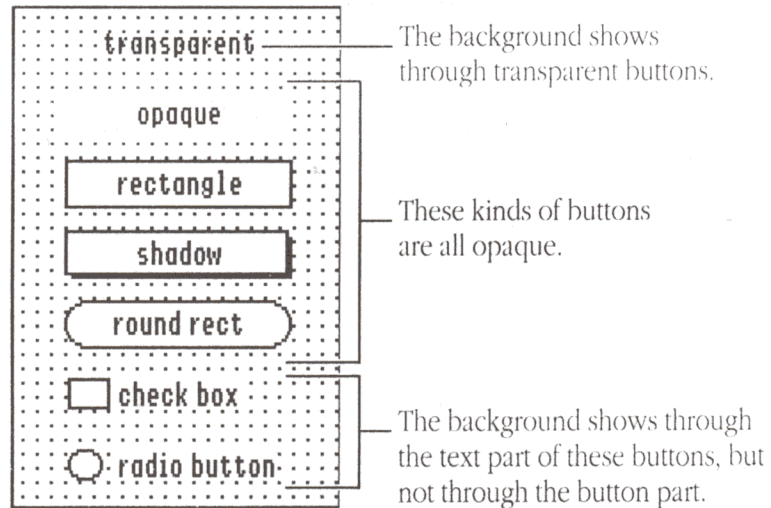 transparent
The background shows
through transparent buttons.
opaque
rectangle
These kinds of buttons
are all opaque.
shadow
round rect
check box
The background shows through
the text part of these buttons, but
not through the button part.
radio button